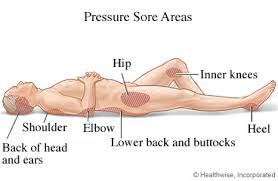 Pressure Sore Areas
Hip
Inner knees
Shoulder
Elbow
Heel
Back of head
and ears
Lower back and buttocks
© Healthwise, Incorporated